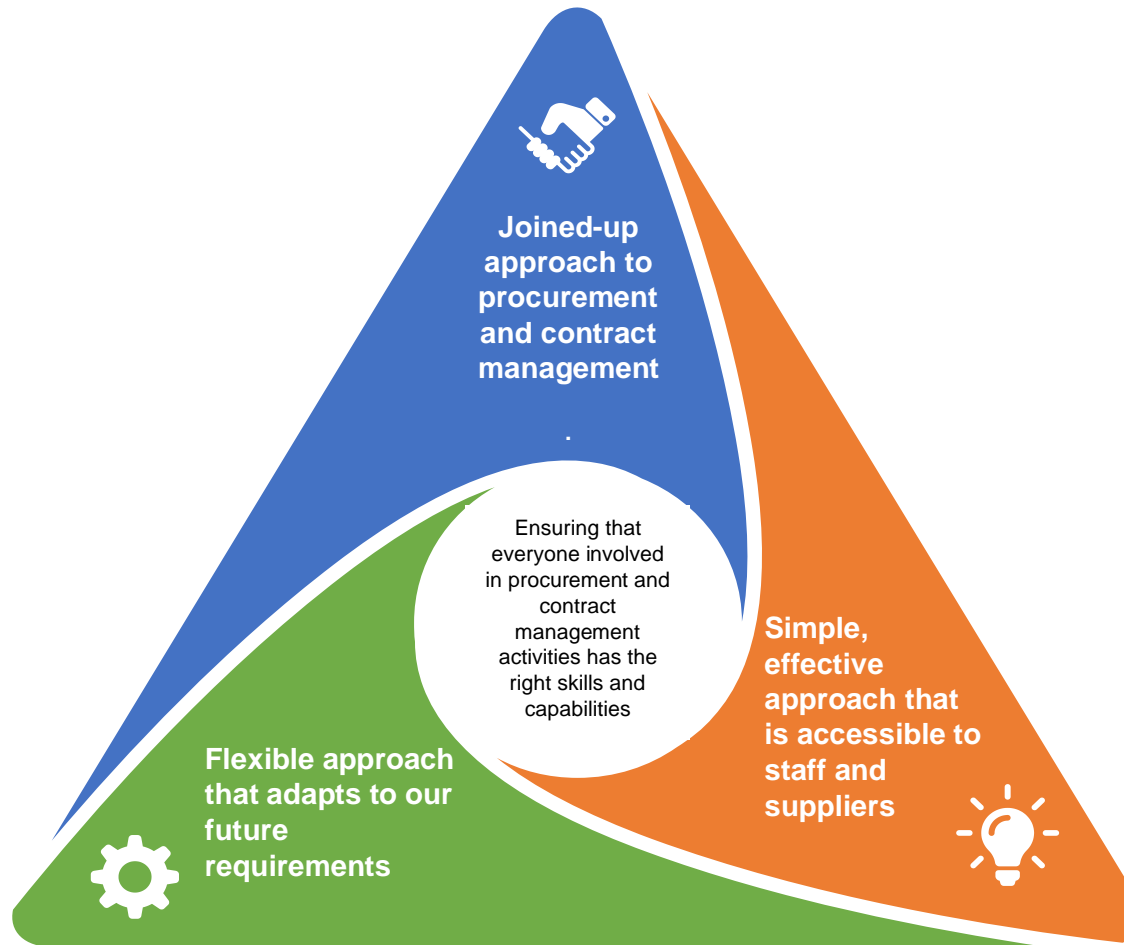 Joined-up
approach to
procurement
and contract
management
.
Ensuring that
everyone involved
in procurement and
contract
management
activities has the
right skills and
capabilities
Simple,
effective
approach that
is accessible to
staff and
suppliers
Flexible approach
that adapts to our
future
requirements